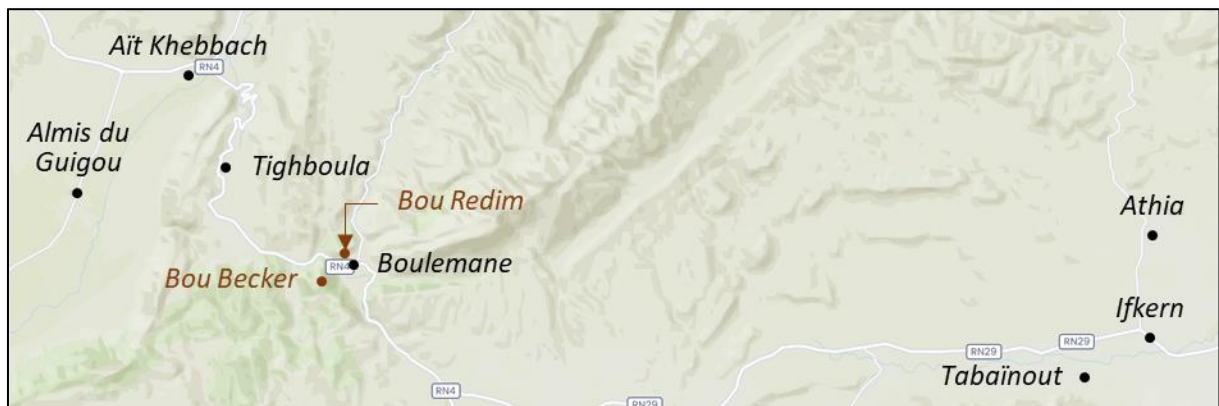 Aït Khebbach
RN4
Almis du
Guigou
Tighboula
Bou Redim
Athia
RN4
Boulemane
Bou Becker
Ifkern
RN29
RN29
Tabaïnout
RN4
RN29